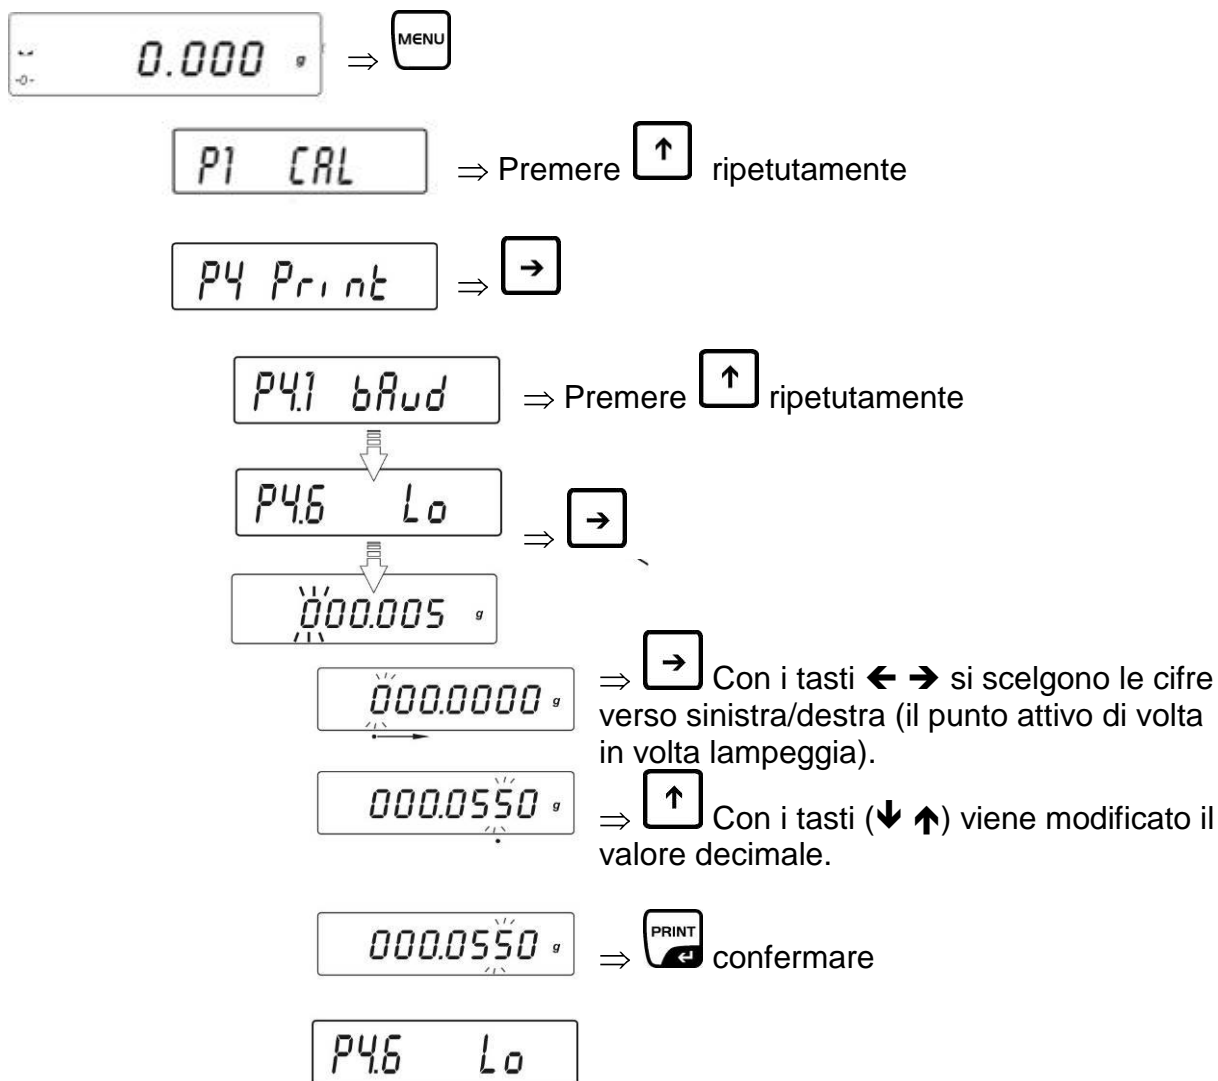 0.000 g ⇒ MENU
-0-
P1 CAL ⇒ Premere ↑ ripetutamente
P4 Print ⇒ →
P4.1 bAud ⇒ Premere ↑ ripetutamente
P4.6 Lo ⇒ →
000.005 g
000.0000 g ⇒ → Con i tasti ← → si scelgono le cifre
verso sinistra/destra (il punto attivo di volta
in volta lampeggia).
000.0550 g ⇒ ↑ Con i tasti (↓ ↑) viene modificato il
valore decimale.
000.0550 g ⇒ PRINT confermare
P4.6 Lo